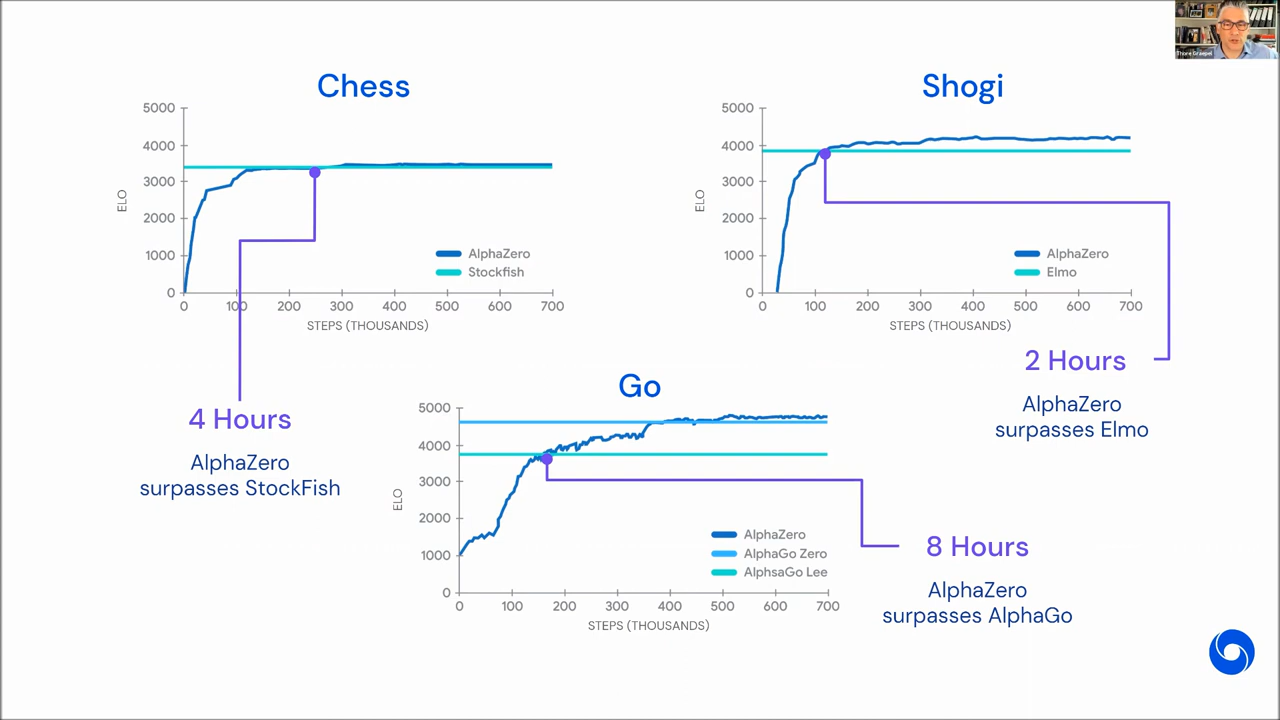 Thore Graepel
Chess
5000
4000
3000
2000
1000
0
ELO
0 100 200 300 400 500 600 700
STEPS (THOUSANDS)
AlphaZero
Stockfish
4 Hours
AlphaZero
surpasses StockFish
Shogi
5000
4000
3000
2000
1000
0
ELO
0 100 200 300 400 500 600 700
STEPS (THOUSANDS)
AlphaZero
Elmo
2 Hours
AlphaZero
surpasses Elmo
Go
5000
4000
3000
2000
1000
0
ELO
0 100 200 300 400 500 600 700
STEPS (THOUSANDS)
AlphaZero
AlphaGo Zero
AlphsaGo Lee
8 Hours
AlphaZero
surpasses AlphaGo